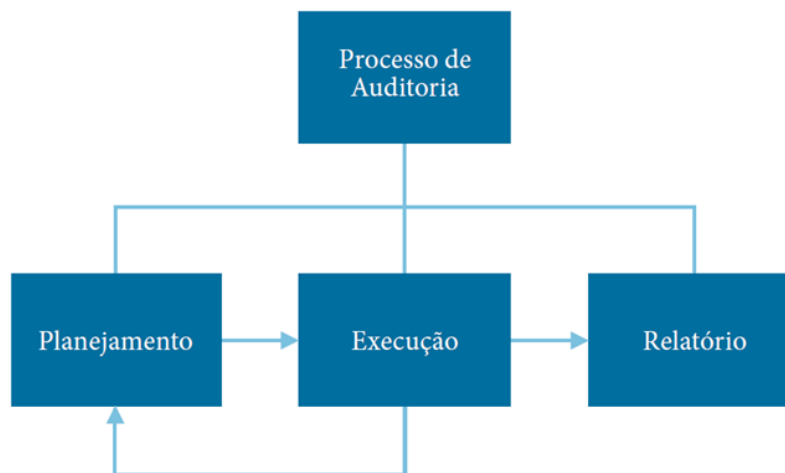 Processo de
Auditoria
Planejamento
Execução
Relatório